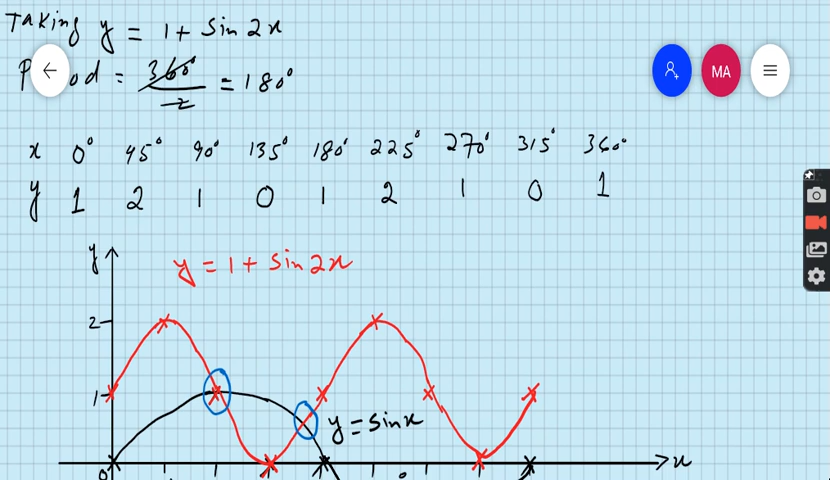 Taking y = 1 + sin 2x
= 360°/2 = 180°
MA
x 0° 45° 90° 135° 180° 225° 270° 315° 360°
y 1 2 1 0 1 2 1 0 1
y
y = 1 + sin 2x
2
1
y = sin x
x
0